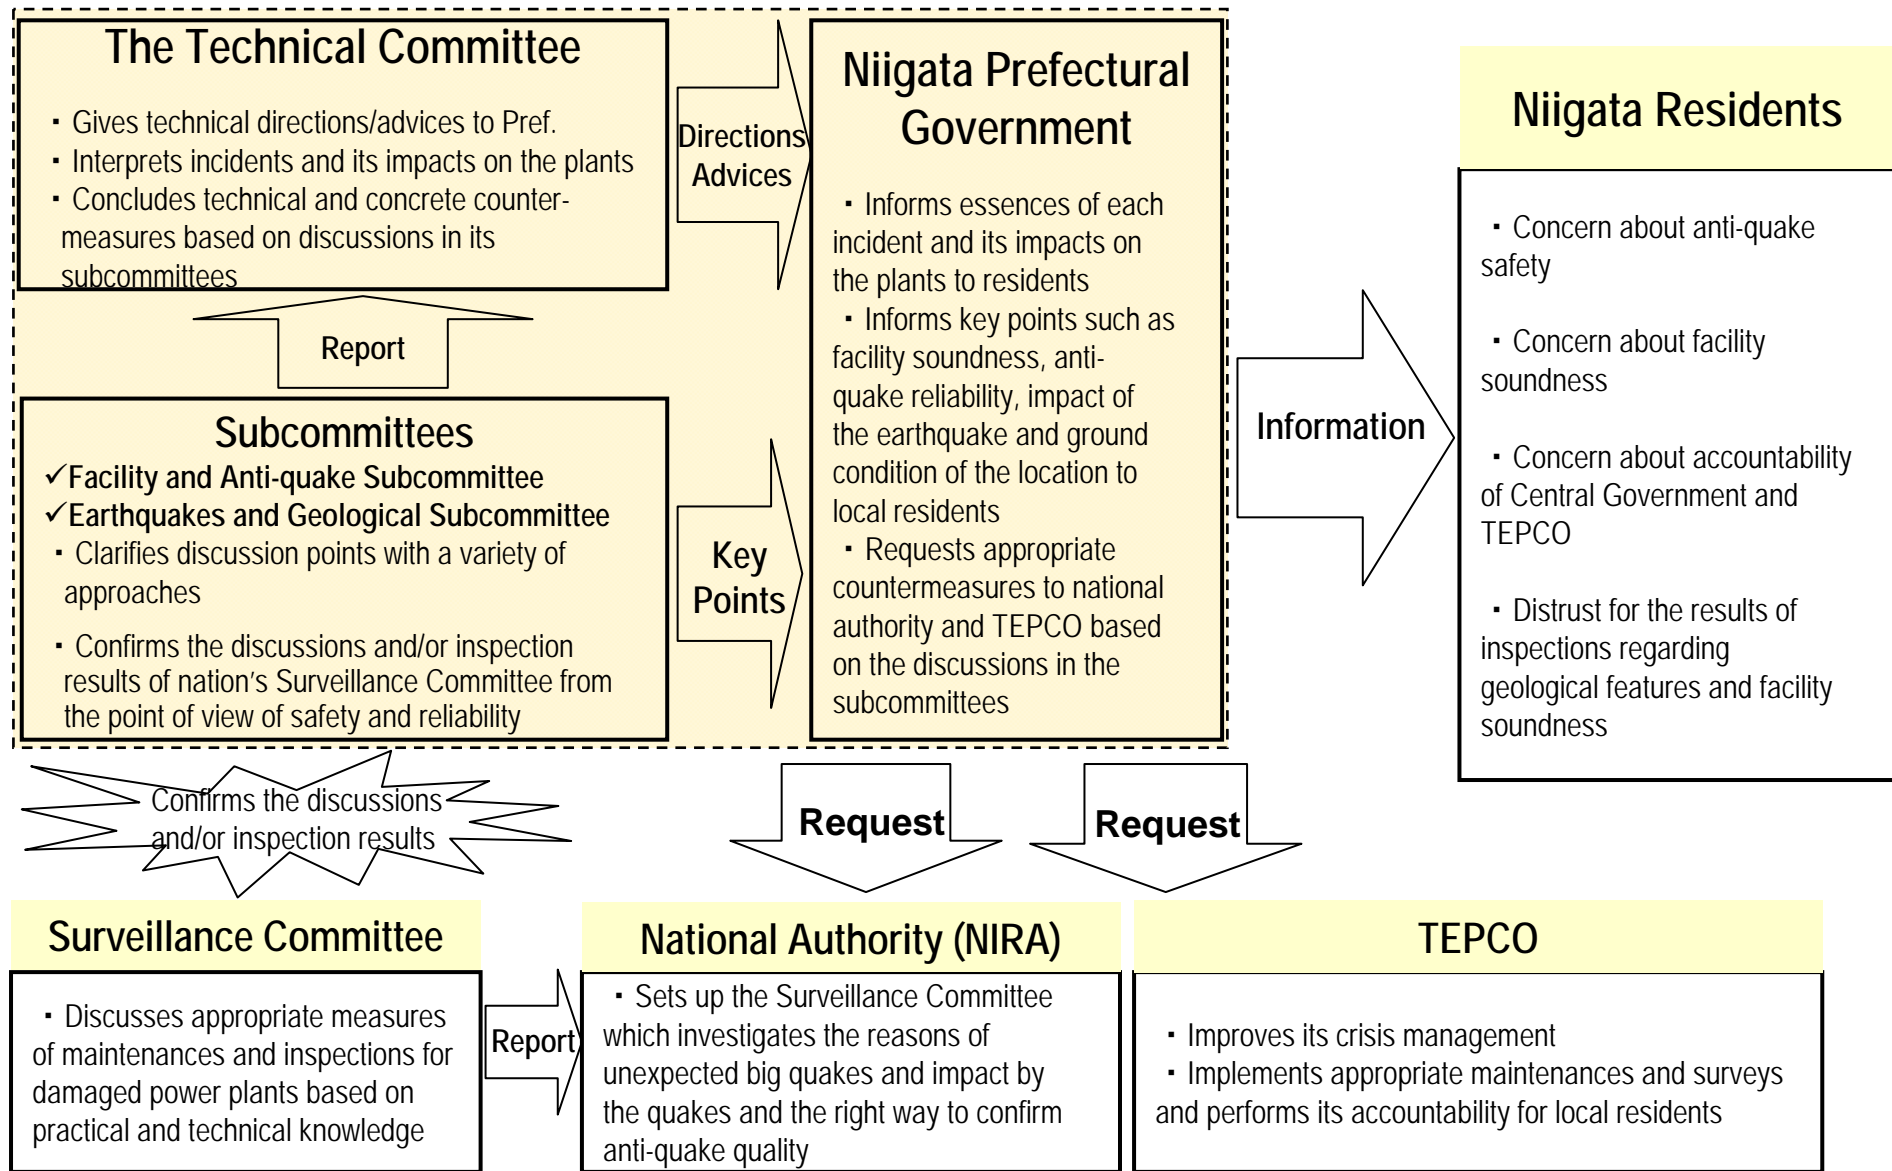 The Technical Committee
・Gives technical directions/advices to Pref.
・Interprets incidents and its impacts on the plants
・Concludes technical and concrete counter-
measures based on discussions in its
subcommittees
Directions
Advices
Report
Subcommittees
✓Facility and Anti-quake Subcommittee
✓Earthquakes and Geological Subcommittee
・Clarifies discussion points with a variety of
approaches
・Confirms the discussions and/or inspection
results of nation's Surveillance Committee from
the point of view of safety and reliability
Key
Points
Niigata Prefectural
Government
・Informs essences of each
incident and its impacts on
the plants to residents
・Informs key points such as
facility soundness, anti-
quake reliability, impact of
the earthquake and ground
condition of the location to
local residents
・Requests appropriate
countermeasures to national
authority and TEPCO based
on the discussions in the
subcommittees
Information
Niigata Residents
・Concern about anti-quake
safety
・Concern about facility
soundness
・Concern about accountability
of Central Government and
TEPCO
・Distrust for the results of
inspections regarding
geological features and facility
soundness
Confirms the discussions
and/or inspection results
Request
Request
Surveillance Committee
・Discusses appropriate measures
of maintenances and inspections for
damaged power plants based on
practical and technical knowledge
Report
National Authority (NIRA)
・Sets up the Surveillance Committee
which investigates the reasons of
unexpected big quakes and impact by
the quakes and the right way to confirm
anti-quake quality
TEPCO
・Improves its crisis management
・Implements appropriate maintenances and surveys
and performs its accountability for local residents